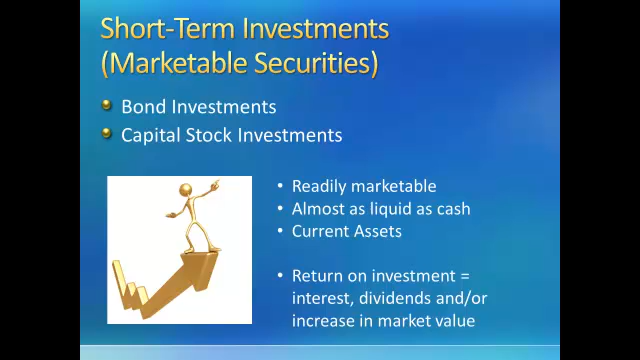 Short-Term Investments
(Marketable Securities)
Bond Investments
Capital Stock Investments
• Readily marketable
• Almost as liquid as cash
• Current Assets
• Return on investment =
interest, dividends and/or
increase in market value